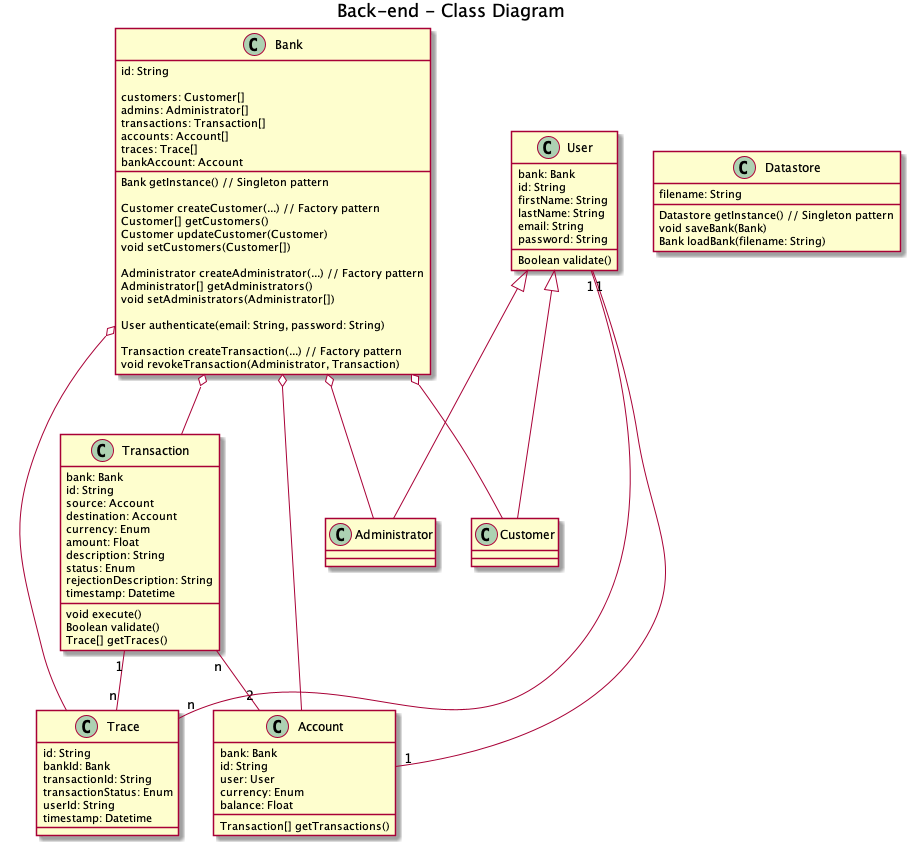 Back-end - Class Diagram
C Bank
id: String
customers: Customer[]
admins: Administrator[]
transactions: Transaction[]
accounts: Account[]
traces: Trace[]
bankAccount: Account
Bank getInstance() // Singleton pattern
Customer createCustomer(...) // Factory pattern
Customer[] getCustomers()
Customer updateCustomer(Customer)
void setCustomers(Customer[])
Administrator createAdministrator(...) // Factory pattern
Administrator[] getAdministrators()
void setAdministrators(Administrator[])
User authenticate(email: String, password: String)
Transaction createTransaction(...) // Factory pattern
void revokeTransaction(Administrator, Transaction)
C User
bank: Bank
id: String
firstName: String
lastName: String
email: String
password: String
Boolean validate()
C Datastore
filename: String
Datastore getInstance() // Singleton pattern
void saveBank(Bank)
Bank loadBank(filename: String)
1
1
C Transaction
bank: Bank
id: String
source: Account
destination: Account
currency: Enum
amount: Float
description: String
status: Enum
rejectionDescription: String
timestamp: Datetime
void execute()
Boolean validate()
Trace[] getTraces()
C Administrator
C Customer
1
n
n
2
n
1
C Trace
id: String
bankId: Bank
transactionId: String
transactionStatus: Enum
userId: String
timestamp: Datetime
C Account
bank: Bank
id: String
user: User
currency: Enum
balance: Float
Transaction[] getTransactions()